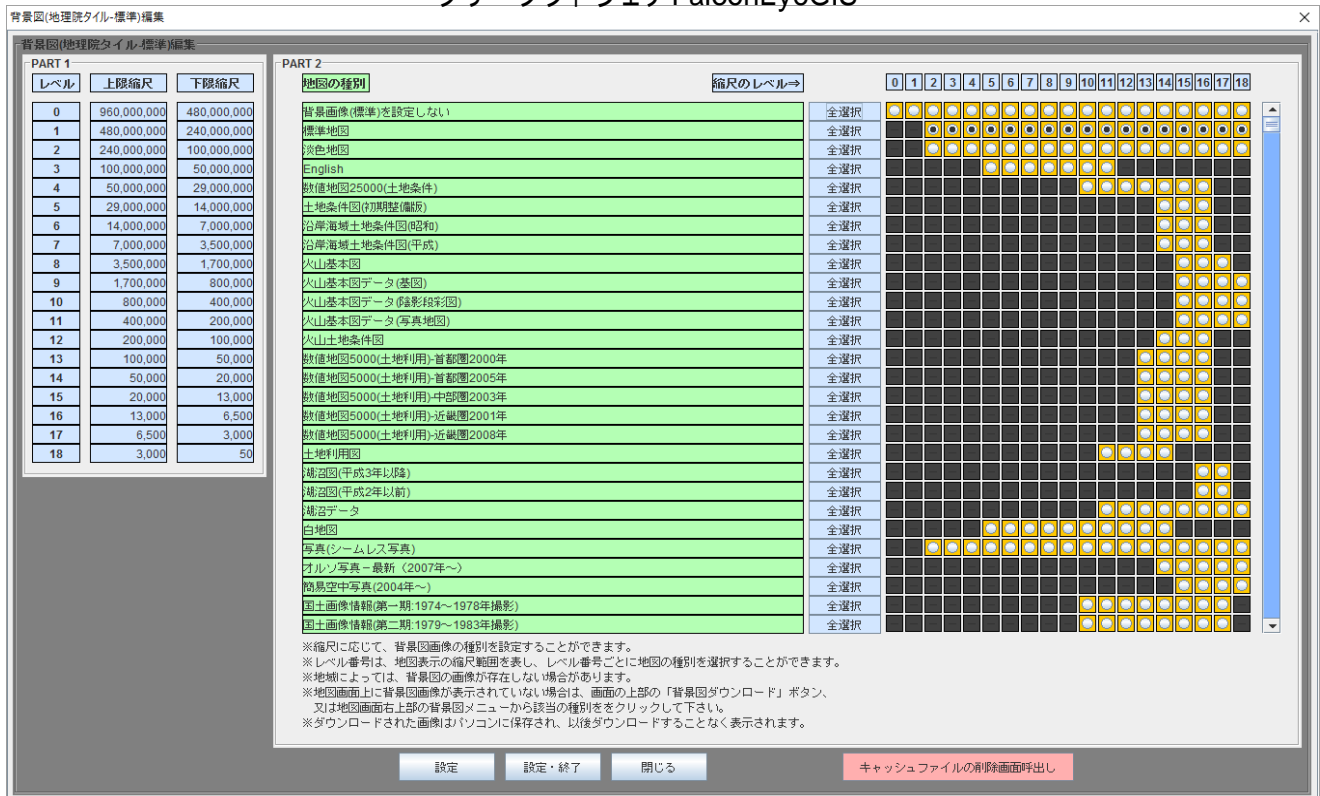 フリーソフトウェアFalconEyeGIS
背景図(地理院タイル-標準)編集
背景図(地理院タイル-標準)編集
PART 1
レベル 上限縮尺 下限縮尺
0 960,000,000 480,000,000
1 480,000,000 240,000,000
2 240,000,000 100,000,000
3 100,000,000 50,000,000
4 50,000,000 29,000,000
5 29,000,000 14,000,000
6 14,000,000 7,000,000
7 7,000,000 3,500,000
8 3,500,000 1,700,000
9 1,700,000 800,000
10 800,000 400,000
11 400,000 200,000
12 200,000 100,000
13 100,000 50,000
14 50,000 20,000
15 20,000 13,000
16 13,000 6,500
17 6,500 3,000
18 3,000 50
PART 2
地図の種別 縮尺のレベル⇒ 0 1 2 3 4 5 6 7 8 9 10 11 12 13 14 15 16 17 18
背景画像(標準)を設定しない 全選択
標準地図 全選択
淡色地図 全選択
English 全選択
数値地図25000(土地条件) 全選択
土地条件図(初期整備版) 全選択
沿岸海域土地条件図(昭和) 全選択
沿岸海域土地条件図(平成) 全選択
火山基本図 全選択
火山基本図データ(基図) 全選択
火山基本図データ(陰影段彩図) 全選択
火山基本図データ(写真地図) 全選択
火山土地条件図 全選択
数値地図5000(土地利用)-首都圏2000年 全選択
数値地図5000(土地利用)-首都圏2005年 全選択
数値地図5000(土地利用)-中部圏2003年 全選択
数値地図5000(土地利用)-近畿圏2001年 全選択
数値地図5000(土地利用)-近畿圏2008年 全選択
土地利用図 全選択
湖沼図(平成3年以降) 全選択
湖沼図(平成2年以前) 全選択
湖沼データ 全選択
白地図 全選択
写真(シームレス写真) 全選択
オルソ写真－最新（2007年～） 全選択
簡易空中写真(2004年～) 全選択
国土画像情報(第一期:1974～1978年撮影) 全選択
国土画像情報(第二期:1979～1983年撮影) 全選択
※縮尺に応じて、背景図画像の種別を設定することができます。
※レベル番号は、地図表示の縮尺範囲を表し、レベル番号ごとに地図の種別を選択することができます。
※地域によっては、背景図の画像が存在しない場合があります。
※地図画面上に背景図画像が表示されていない場合は、画面の上部の「背景図ダウンロード」ボタン、
又は地図画面右上部の背景図メニューから該当の種別ををクリックして下さい。
※ダウンロードされた画像はパソコンに保存され、以後ダウンロードすることなく表示されます。
設定 設定・終了 閉じる キャッシュファイルの削除画面呼出し